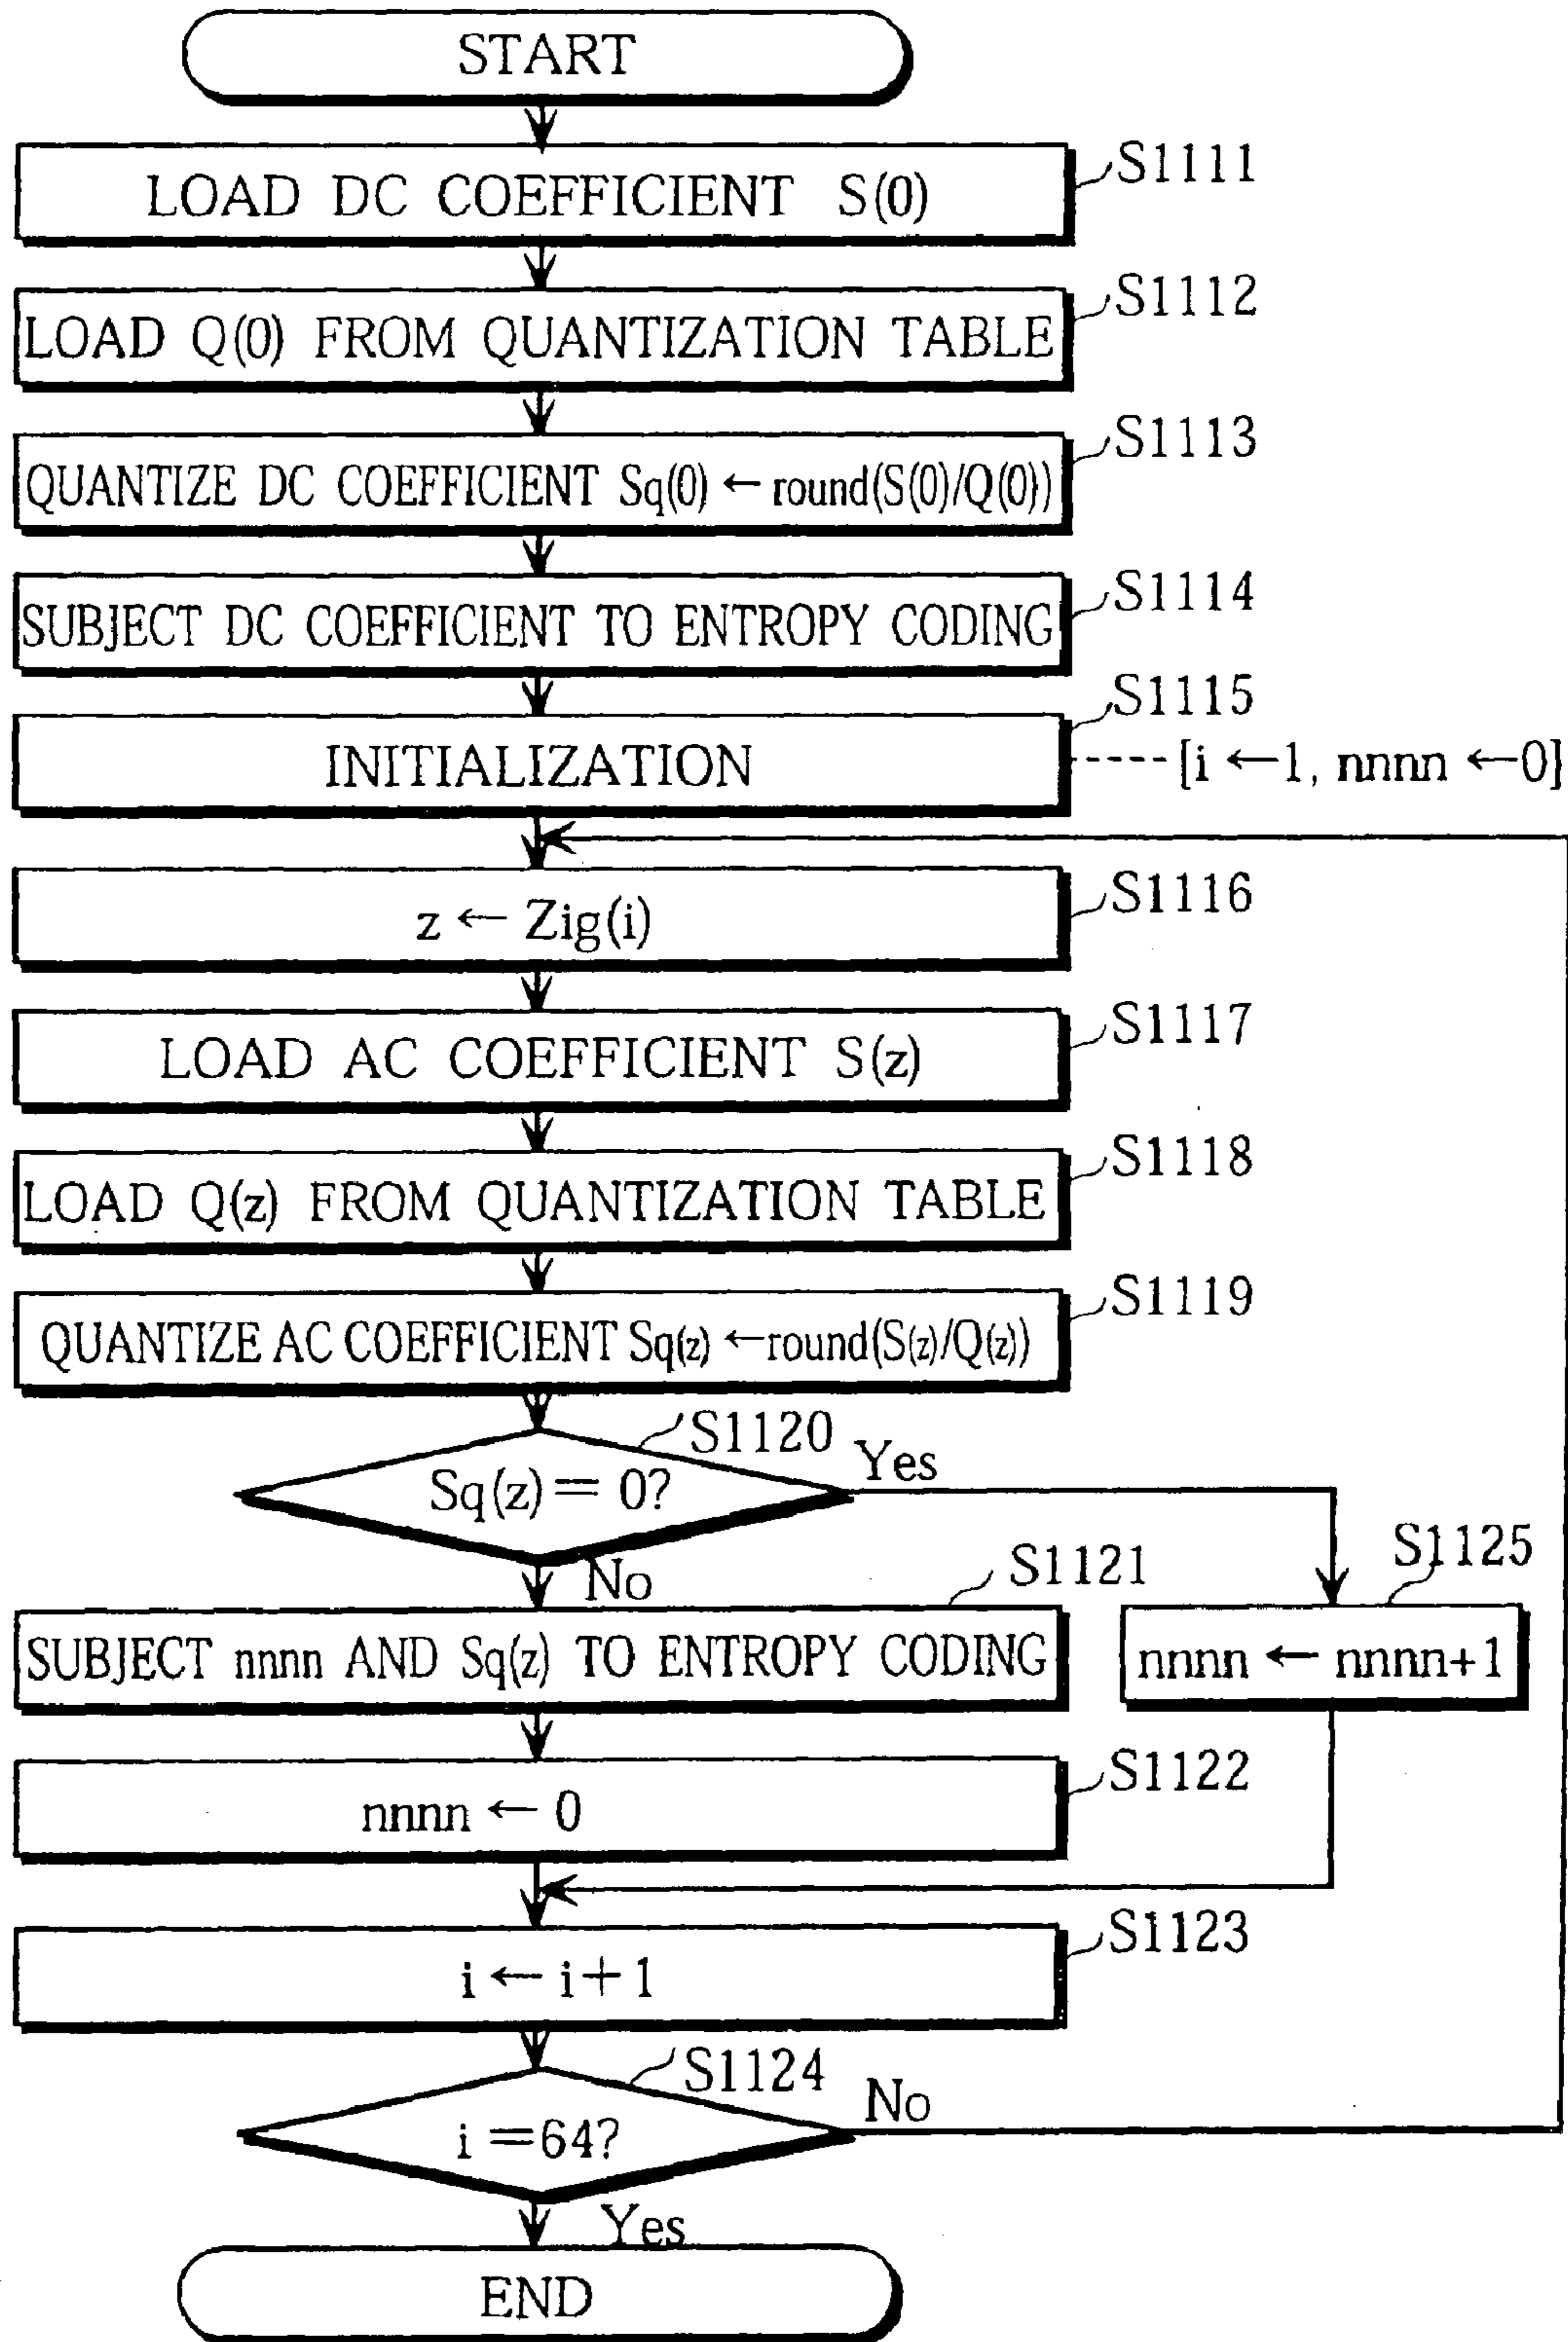 START
LOAD DC COEFFICIENT S(0)
S1111
LOAD Q(0) FROM QUANTIZATION TABLE
S1112
QUANTIZE DC COEFFICIENT Sq(0) ← round(S(0)/Q(0))
S1113
SUBJECT DC COEFFICIENT TO ENTROPY CODING
S1114
INITIALIZATION
S1115
[i ←1, nnnn ←0]
z ← Zig(i)
S1116
LOAD AC COEFFICIENT S(z)
S1117
LOAD Q(z) FROM QUANTIZATION TABLE
S1118
QUANTIZE AC COEFFICIENT Sq(z) ←round(S(z)/Q(z))
S1119
Sq(z)= 0?
S1120
Yes
No
SUBJECT nnnn AND Sq(z) TO ENTROPY CODING
S1121
nnnn ← nnnn+1
S1125
nnnn ← 0
S1122
i ← i+1
S1123
i =64?
S1124
No
Yes
END